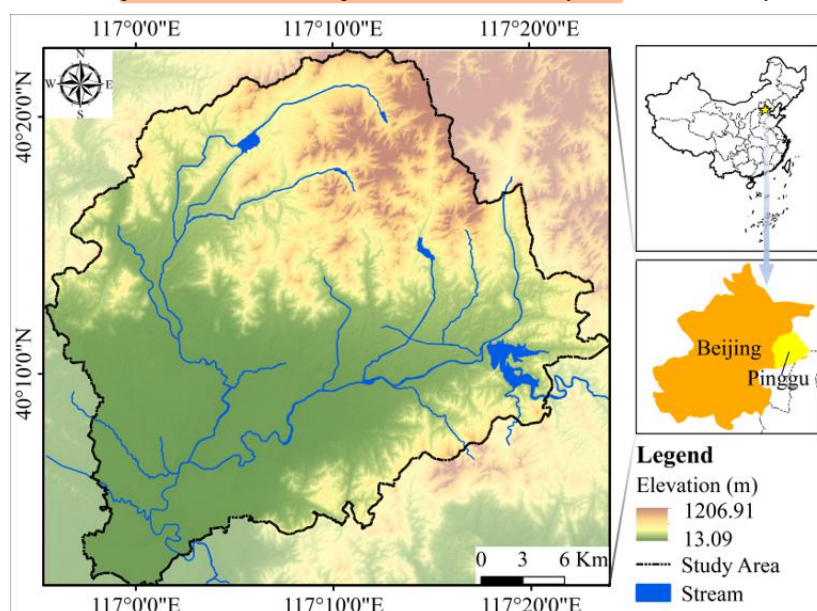 117°0'0"E 117°10'0"E 117°20'0"E
N
W E
S
40°20'0"N
40°10'0"N
Beijing
Pinggu
Legend
Elevation (m)
1206.91
13.09
Study Area
Stream
0 3 6 Km
117°0'0"E 117°10'0"E 117°20'0"E